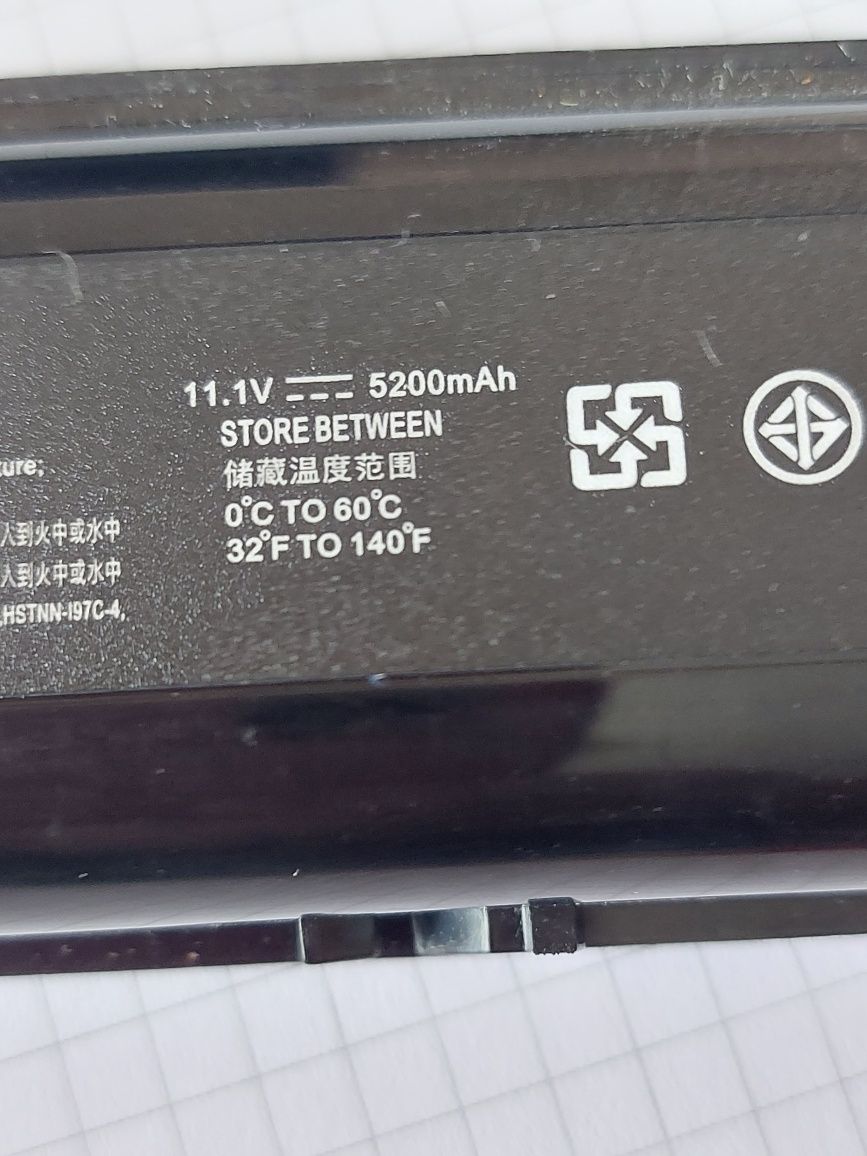 11.1V 5200mAh
STORE BETWEEN
储藏温度范围
0°C TO 60°C
32°F TO 140°F
ture;
入到火中或水中
入到火中或水中
,HSTNN-I97C-4,